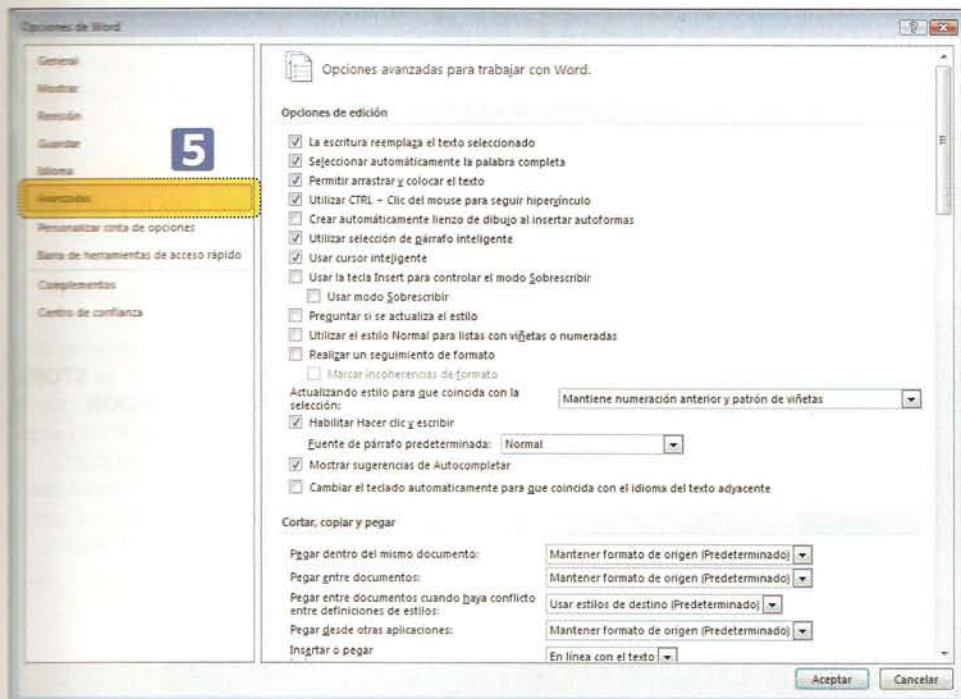 Opciones de Word
General
Mostrar
Revisión
Guardar
Idioma
Avanzadas
Personalizar cinta de opciones
Barra de herramientas de acceso rápido
Complementos
Centro de confianza
5
Opciones avanzadas para trabajar con Word.
Opciones de edición
La escritura reemplaza el texto seleccionado
Seleccionar automáticamente la palabra completa
Permitir arrastrar y colocar el texto
Utilizar CTRL + Clic del mouse para seguir hipervínculo
Crear automáticamente lienzo de dibujo al insertar autoformas
Utilizar selección de párrafo inteligente
Usar cursor inteligente
Usar la tecla Insert para controlar el modo Sobrescribir
Usar modo Sobrescribir
Preguntar si se actualiza el estilo
Utilizar el estilo Normal para listas con viñetas o numeradas
Realizar un seguimiento de formato
Marcar incoherencias de formato
Actualizando estilo para que coincida con la
selección:
Mantiene numeración anterior y patrón de viñetas
Habilitar Hacer clic y escribir
Fuente de párrafo predeterminada: Normal
Mostrar sugerencias de Autocompletar
Cambiar el teclado automaticamente para que coincida con el idioma del texto adyacente
Cortar, copiar y pegar
Pegar dentro del mismo documento: Mantener formato de origen (Predeterminado)
Pegar entre documentos: Mantener formato de origen (Predeterminado)
Pegar entre documentos cuando haya conflicto
entre definiciones de estilos:
Usar estilos de destino (Predeterminado)
Pegar desde otras aplicaciones: Mantener formato de origen (Predeterminado)
Insertar o pegar
En línea con el texto
Aceptar Cancelar